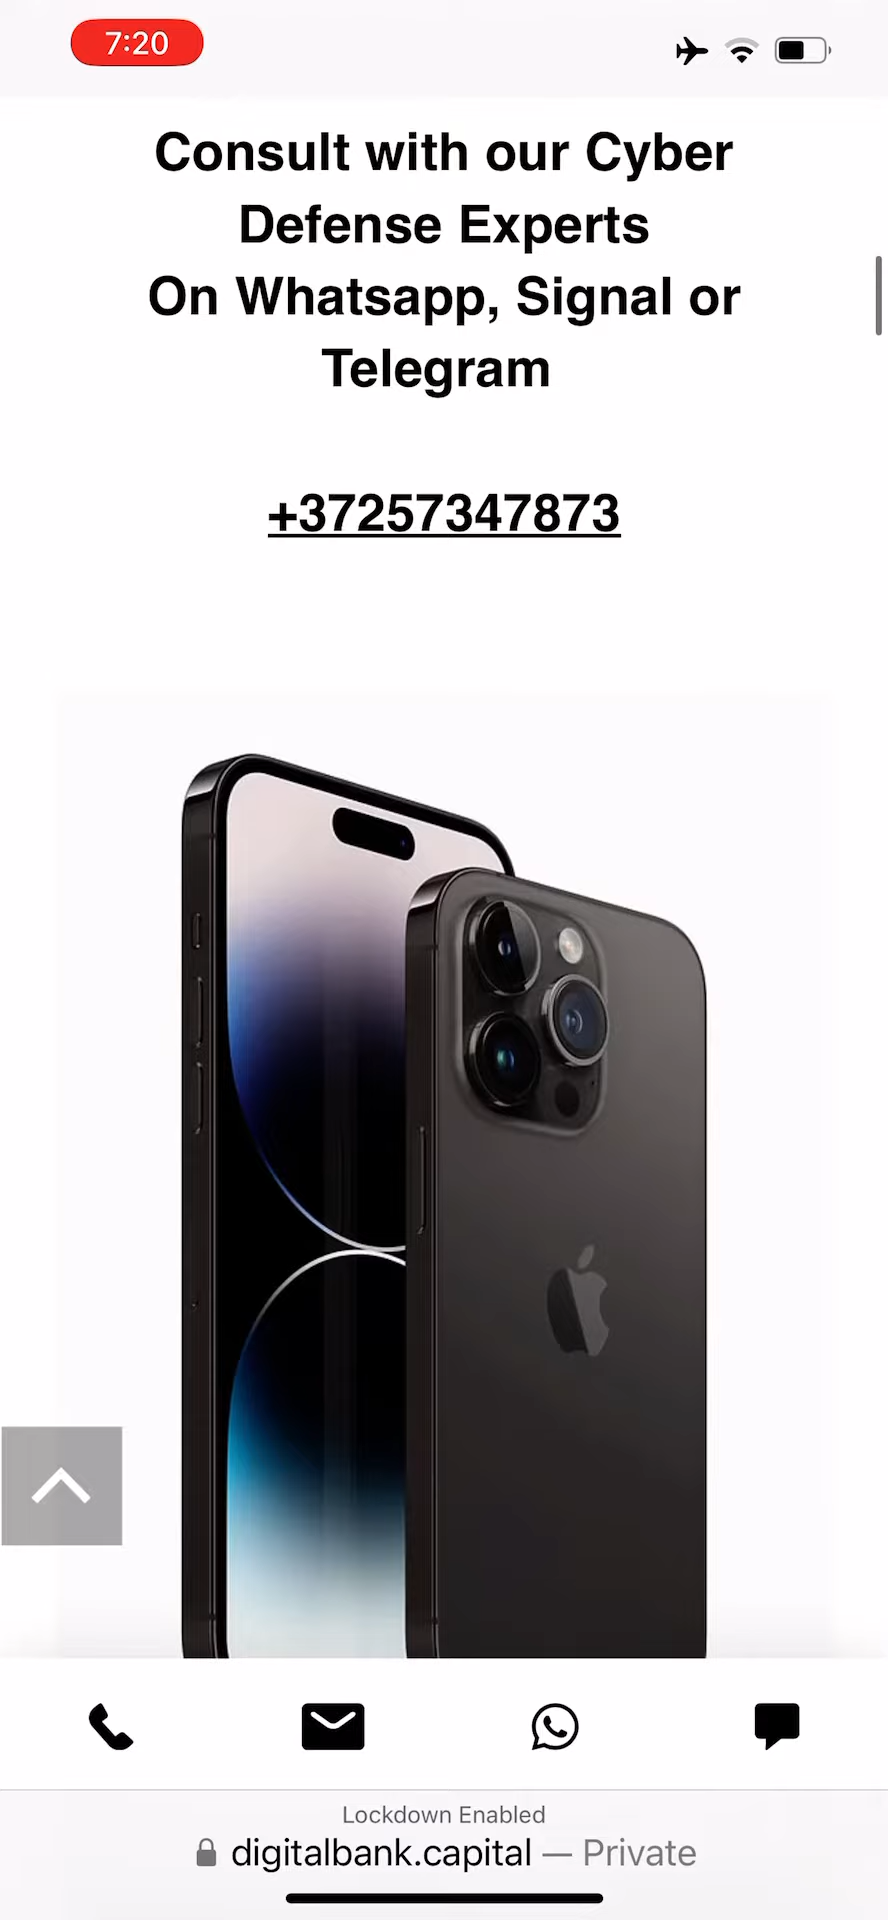 7:20
Consult with our Cyber
Defense Experts
On Whatsapp, Signal or
Telegram
+37257347873
Lockdown Enabled
digitalbank.capital — Private